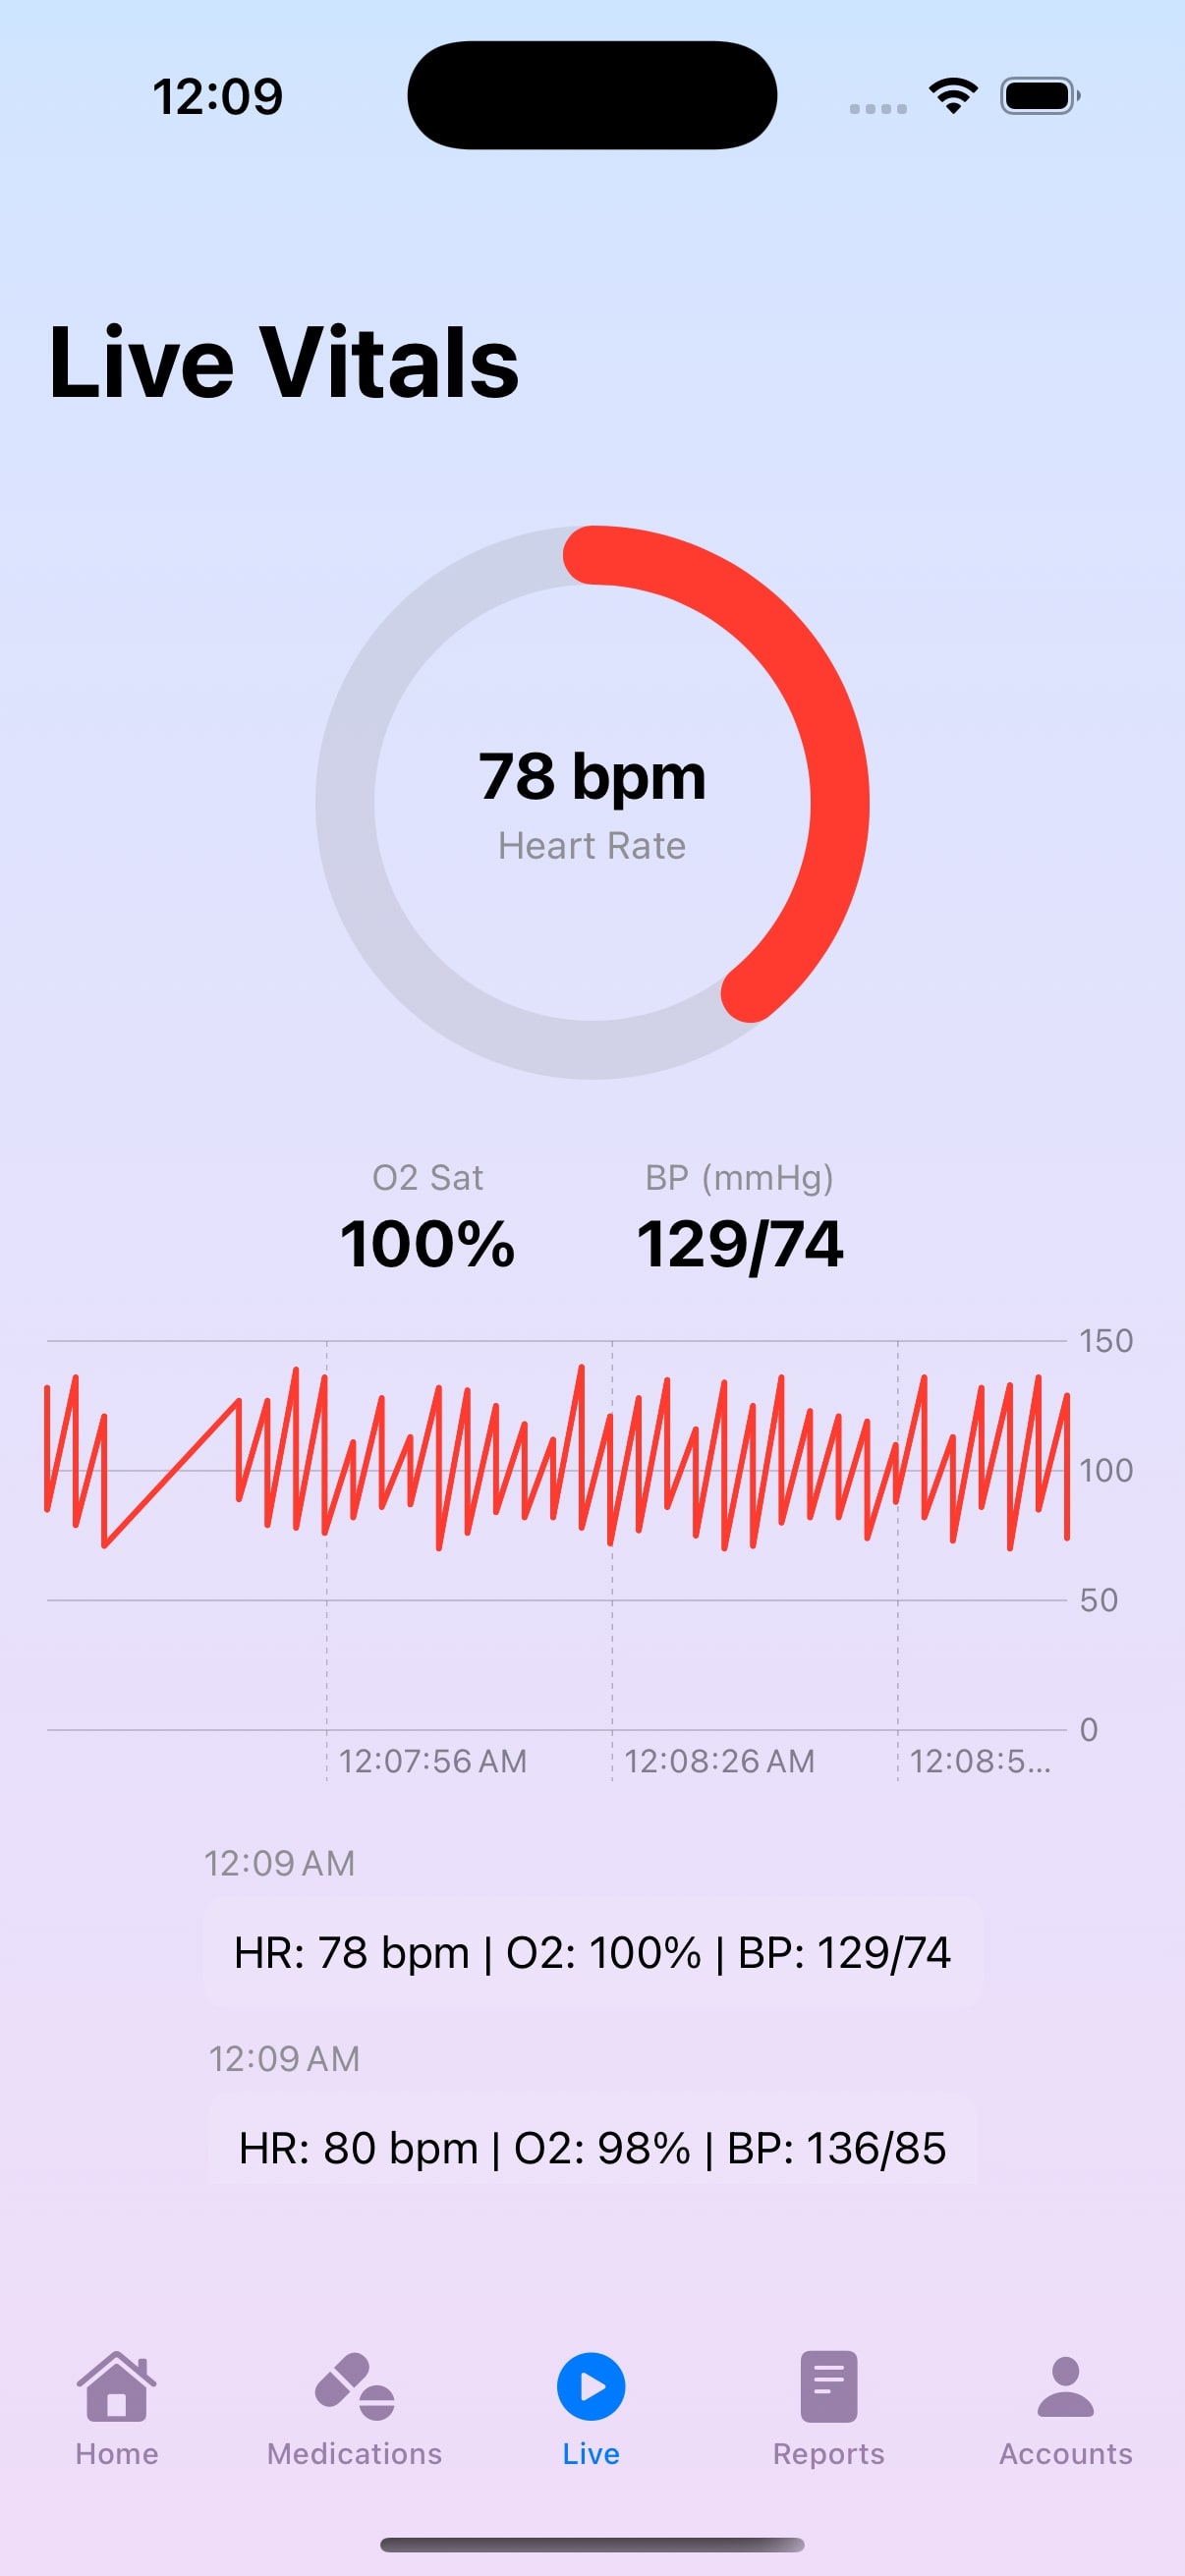 12:09
Live Vitals
78 bpm
Heart Rate
O2 Sat
BP (mmHg)
100%
129/74
150
100
50
0
12:07:56 AM
12:08:26 AM
12:08:5...
12:09 AM
HR: 78 bpm | O2: 100% | BP: 129/74
12:09 AM
HR: 80 bpm | O2: 98% | BP: 136/85
Home
Medications
Live
Reports
Accounts